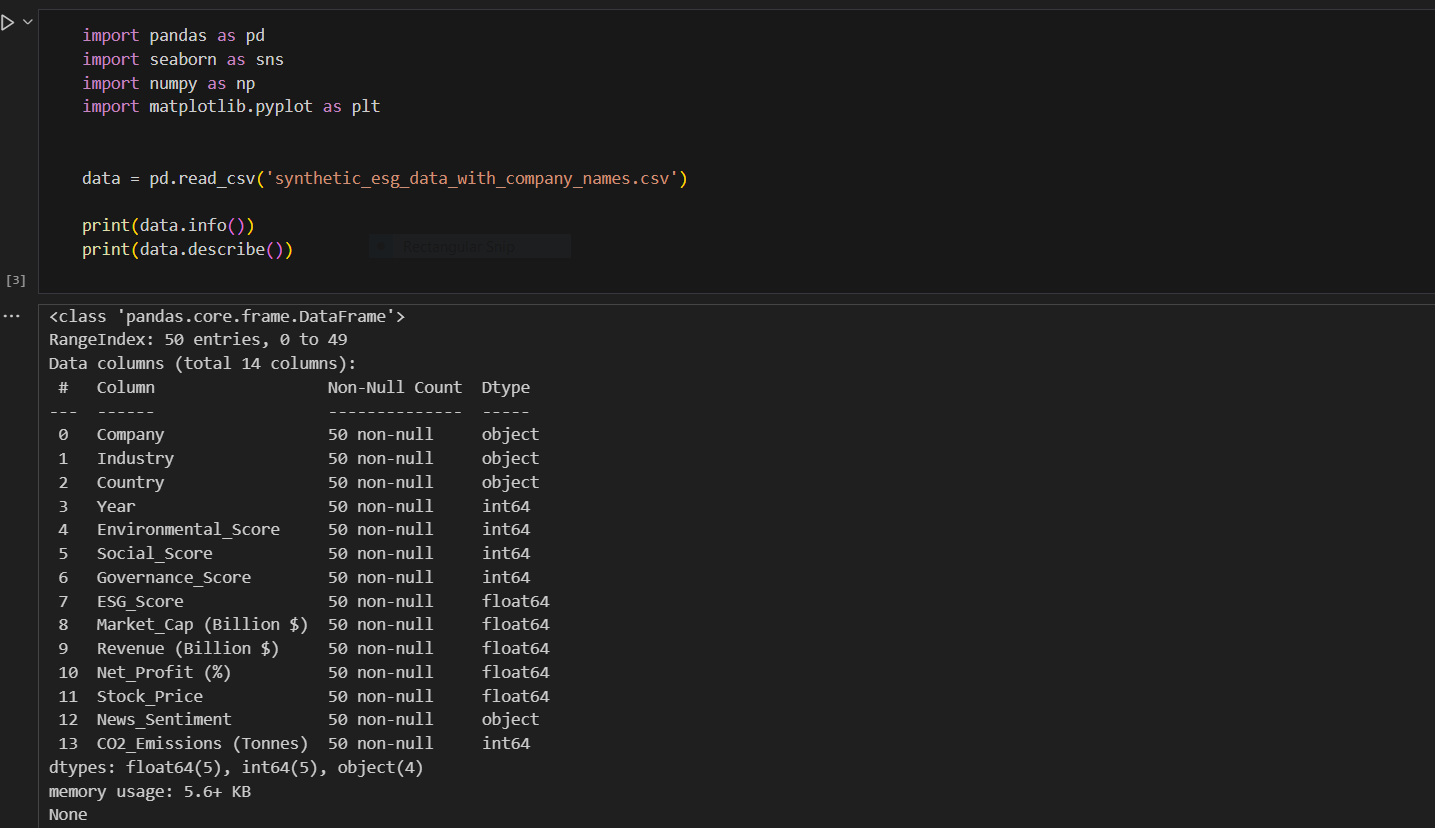 import pandas as pd
import seaborn as sns
import numpy as np
import matplotlib.pyplot as plt
data = pd.read_csv('synthetic_esg_data_with_company_names.csv')
print(data.info())
print(data.describe())
Rectangular Snip
[3]
...
<class 'pandas.core.frame.DataFrame'>
RangeIndex: 50 entries, 0 to 49
Data columns (total 14 columns):
 #   Column                  Non-Null Count  Dtype
---  ------                  --------------  -----
 0   Company                 50 non-null     object
 1   Industry                50 non-null     object
 2   Country                 50 non-null     object
 3   Year                    50 non-null     int64
 4   Environmental_Score     50 non-null     int64
 5   Social_Score            50 non-null     int64
 6   Governance_Score        50 non-null     int64
 7   ESG_Score               50 non-null     float64
 8   Market_Cap (Billion $)  50 non-null     float64
 9   Revenue (Billion $)     50 non-null     float64
 10  Net_Profit (%)          50 non-null     float64
 11  Stock_Price             50 non-null     float64
 12  News_Sentiment          50 non-null     object
 13  CO2_Emissions (Tonnes)  50 non-null     int64
dtypes: float64(5), int64(5), object(4)
memory usage: 5.6+ KB
None